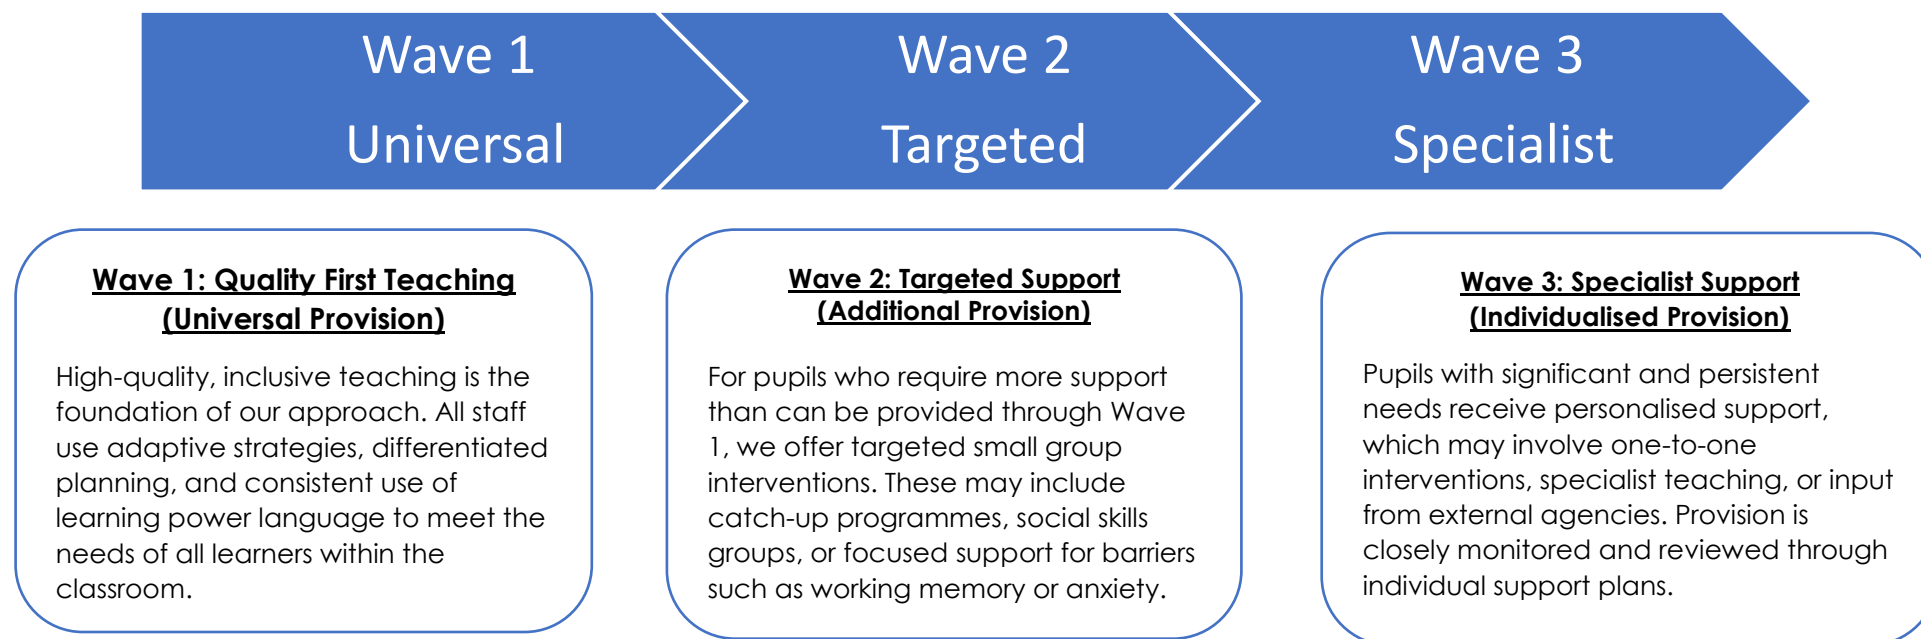 Wave 1
Universal
Wave 2
Targeted
Wave 3
Specialist
Wave 1: Quality First Teaching
(Universal Provision)
High-quality, inclusive teaching is the
foundation of our approach. All staff
use adaptive strategies, differentiated
planning, and consistent use of
learning power language to meet the
needs of all learners within the
classroom.
Wave 2: Targeted Support
(Additional Provision)
For pupils who require more support
than can be provided through Wave
1, we offer targeted small group
interventions. These may include
catch-up programmes, social skills
groups, or focused support for barriers
such as working memory or anxiety.
Wave 3: Specialist Support
(Individualised Provision)
Pupils with significant and persistent
needs receive personalised support,
which may involve one-to-one
interventions, specialist teaching, or input
from external agencies. Provision is
closely monitored and reviewed through
individual support plans.